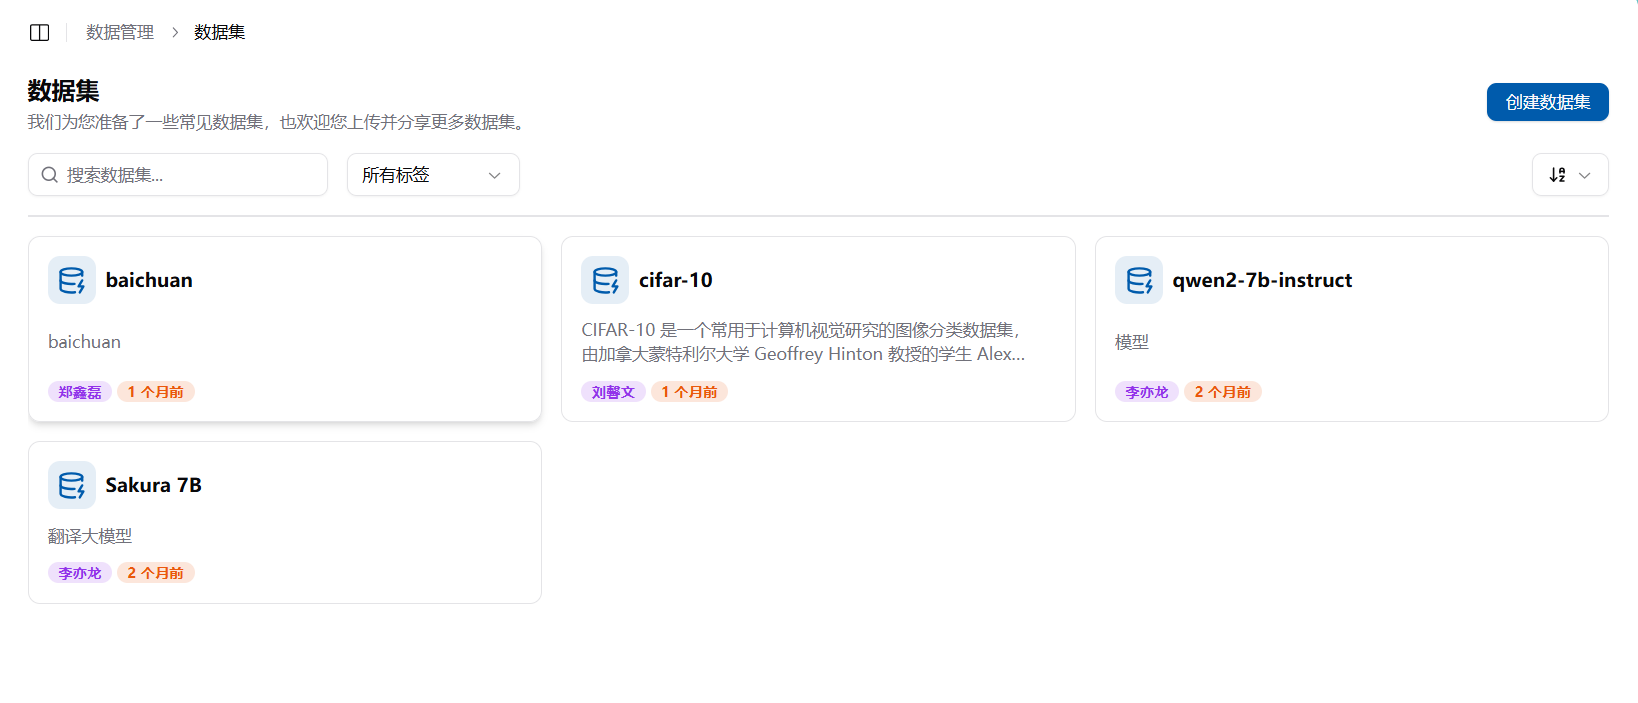 数据管理 > 数据集
数据集
我们为您准备了一些常见数据集，也欢迎您上传并分享更多数据集。
创建数据集
搜索数据集...
所有标签
baichuan
baichuan
郑鑫磊 1 个月前
cifar-10
CIFAR-10 是一个常用于计算机视觉研究的图像分类数据集，
由加拿大蒙特利尔大学 Geoffrey Hinton 教授的学生 Alex...
刘馨文 1 个月前
qwen2-7b-instruct
模型
李亦龙 2 个月前
Sakura 7B
翻译大模型
李亦龙 2 个月前